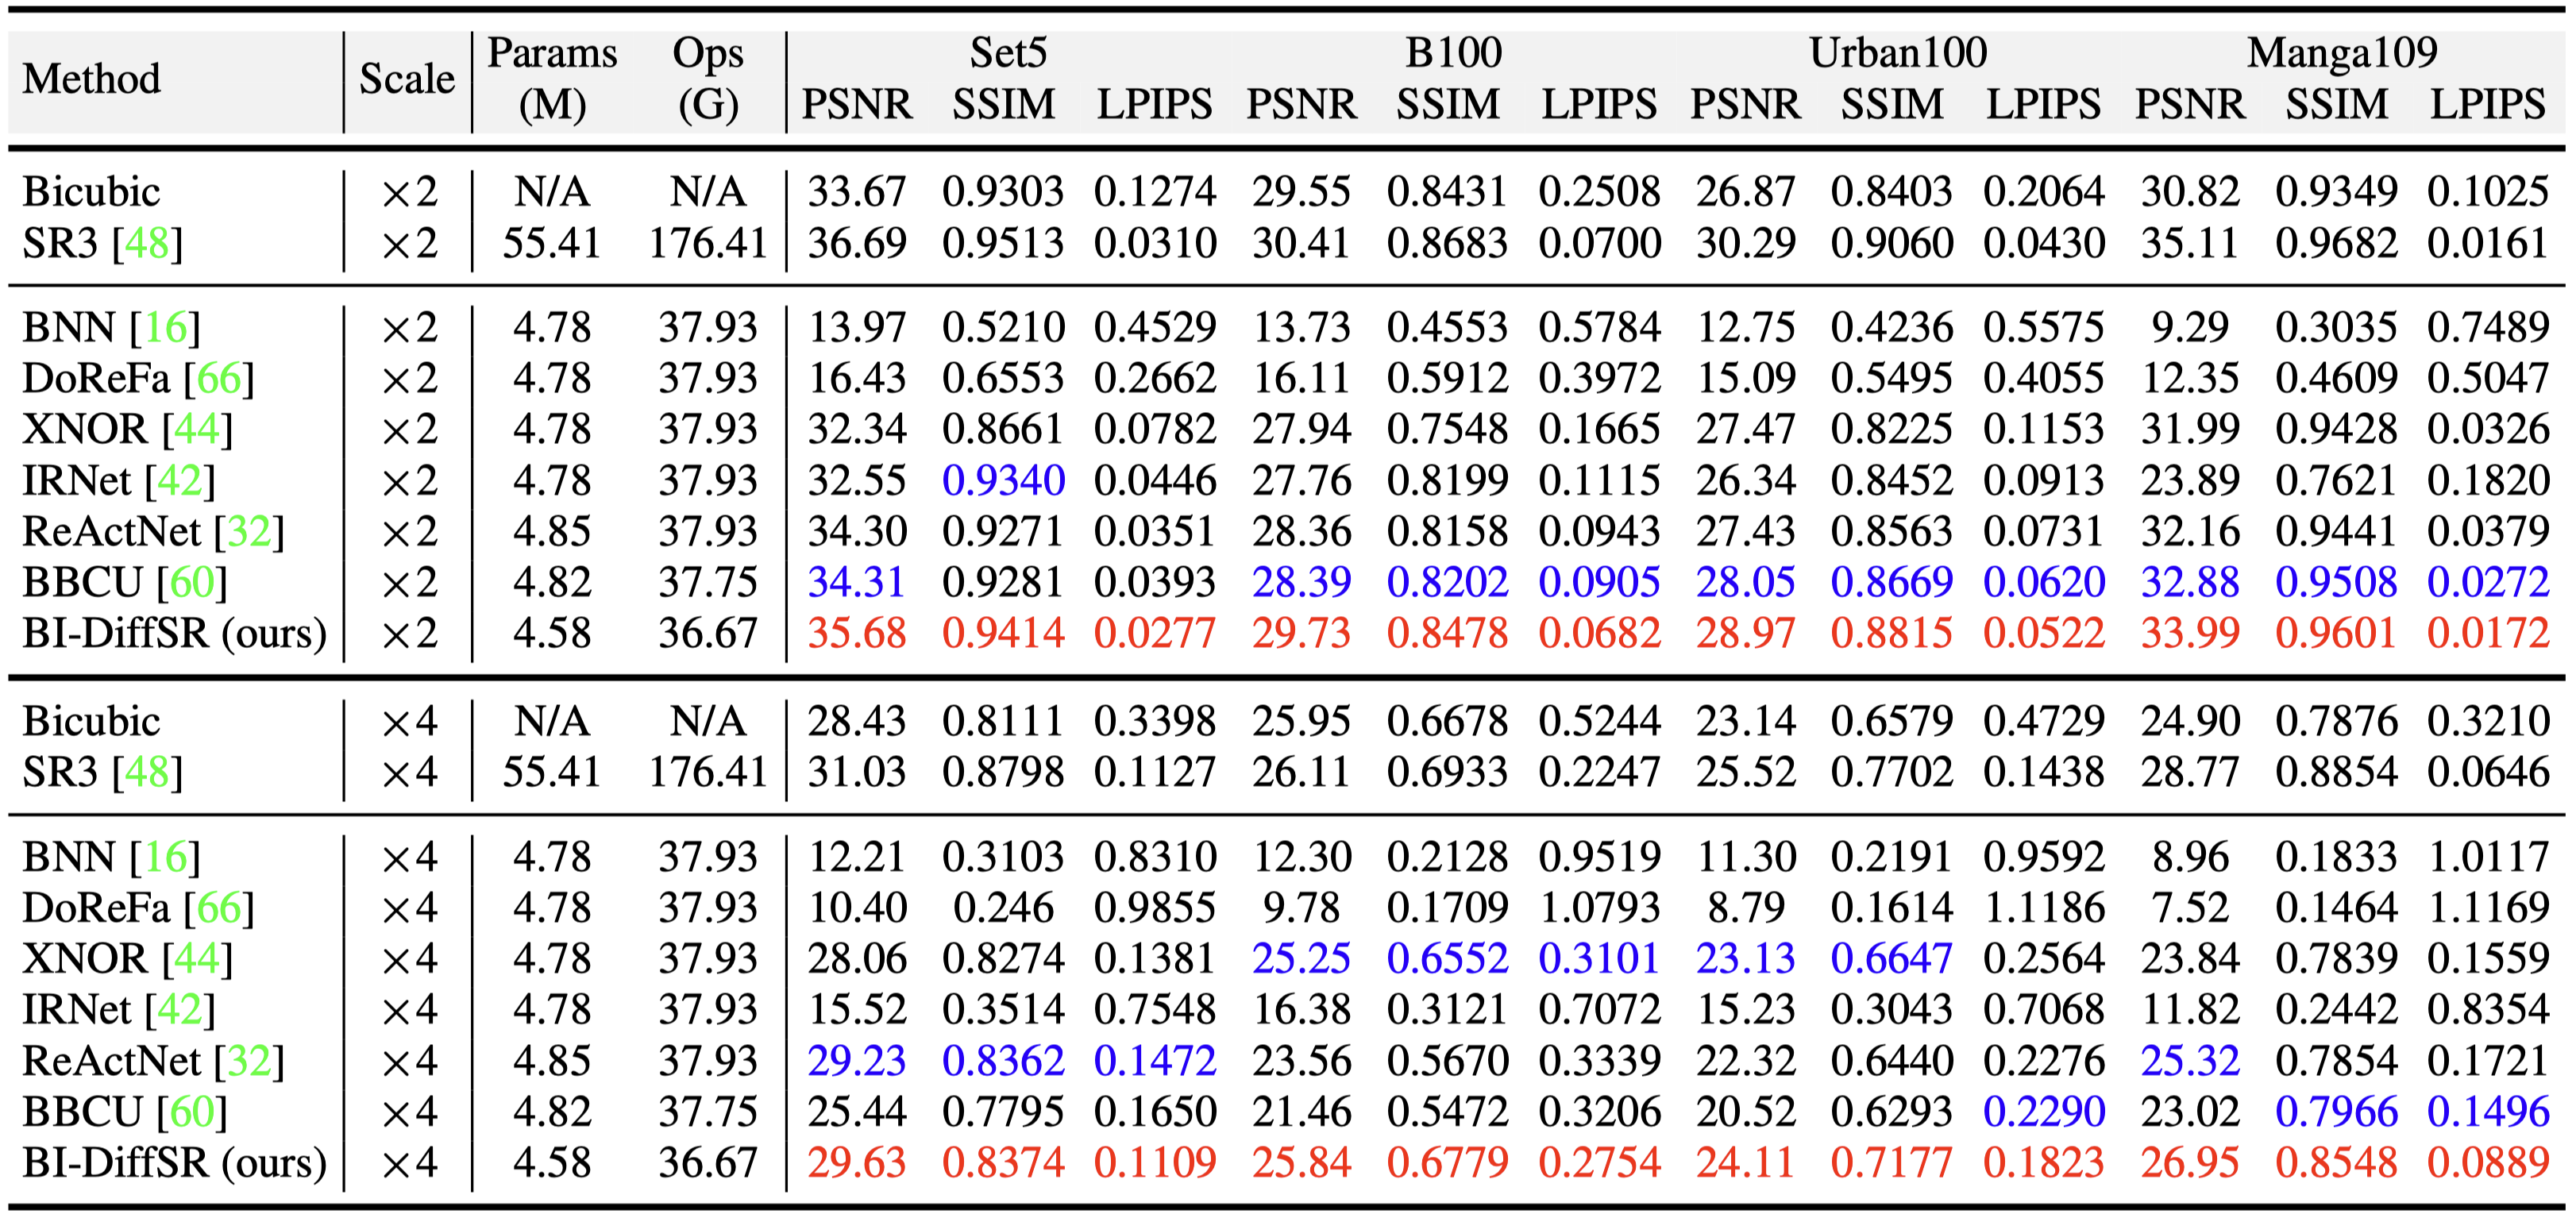 Method Scale Params (M) Ops (G) Set5 B100 Urban100 Manga109
PSNR SSIM LPIPS PSNR SSIM LPIPS PSNR SSIM LPIPS PSNR SSIM LPIPS
Bicubic ×2 N/A N/A 33.67 0.9303 0.1274 29.55 0.8431 0.2508 26.87 0.8403 0.2064 30.82 0.9349 0.1025
SR3 [48] ×2 55.41 176.41 36.69 0.9513 0.0310 30.41 0.8683 0.0700 30.29 0.9060 0.0430 35.11 0.9682 0.0161
BNN [16] ×2 4.78 37.93 13.97 0.5210 0.4529 13.73 0.4553 0.5784 12.75 0.4236 0.5575 9.29 0.3035 0.7489
DoReFa [66] ×2 4.78 37.93 16.43 0.6553 0.2662 16.11 0.5912 0.3972 15.09 0.5495 0.4055 12.35 0.4609 0.5047
XNOR [44] ×2 4.78 37.93 32.34 0.8661 0.0782 27.94 0.7548 0.1665 27.47 0.8225 0.1153 31.99 0.9428 0.0326
IRNet [42] ×2 4.78 37.93 32.55 0.9340 0.0446 27.76 0.8199 0.1115 26.34 0.8452 0.0913 23.89 0.7621 0.1820
ReActNet [32] ×2 4.85 37.93 34.30 0.9271 0.0351 28.36 0.8158 0.0943 27.43 0.8563 0.0731 32.16 0.9441 0.0379
BBCU [60] ×2 4.82 37.75 34.31 0.9281 0.0393 28.39 0.8202 0.0905 28.05 0.8669 0.0620 32.88 0.9508 0.0272
BI-DiffSR (ours) ×2 4.58 36.67 35.68 0.9414 0.0277 29.73 0.8478 0.0682 28.97 0.8815 0.0522 33.99 0.9601 0.0172
Bicubic ×4 N/A N/A 28.43 0.8111 0.3398 25.95 0.6678 0.5244 23.14 0.6579 0.4729 24.90 0.7876 0.3210
SR3 [48] ×4 55.41 176.41 31.03 0.8798 0.1127 26.11 0.6933 0.2247 25.52 0.7702 0.1438 28.77 0.8854 0.0646
BNN [16] ×4 4.78 37.93 12.21 0.3103 0.8310 12.30 0.2128 0.9519 11.30 0.2191 0.9592 8.96 0.1833 1.0117
DoReFa [66] ×4 4.78 37.93 10.40 0.246 0.9855 9.78 0.1709 1.0793 8.79 0.1614 1.1186 7.52 0.1464 1.1169
XNOR [44] ×4 4.78 37.93 28.06 0.8274 0.1381 25.25 0.6552 0.3101 23.13 0.6647 0.2564 23.84 0.7839 0.1559
IRNet [42] ×4 4.78 37.93 15.52 0.3514 0.7548 16.38 0.3121 0.7072 15.23 0.3043 0.7068 11.82 0.2442 0.8354
ReActNet [32] ×4 4.85 37.93 29.23 0.8362 0.1472 23.56 0.5670 0.3339 22.32 0.6440 0.2276 25.32 0.7854 0.1721
BBCU [60] ×4 4.82 37.75 25.44 0.7795 0.1650 21.46 0.5472 0.3206 20.52 0.6293 0.2290 23.02 0.7966 0.1496
BI-DiffSR (ours) ×4 4.58 36.67 29.63 0.8374 0.1109 25.84 0.6779 0.2754 24.11 0.7177 0.1823 26.95 0.8548 0.0889